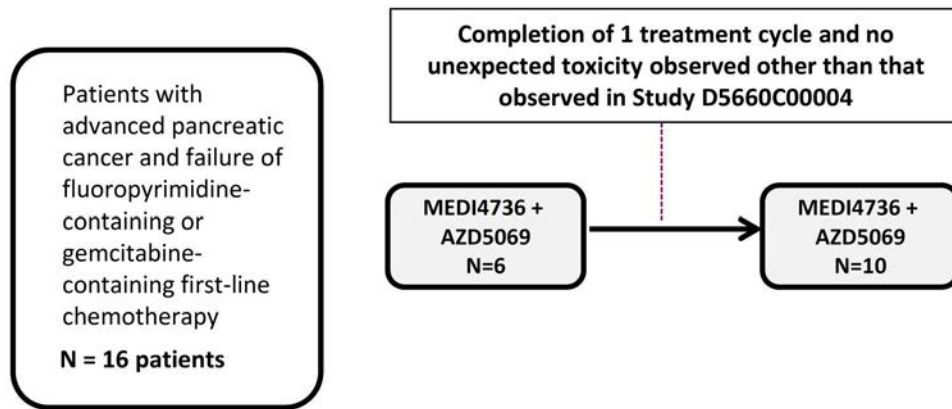 Patients with
advanced pancreatic
cancer and failure of
fluoropyrimidine-
containing or
gemcitabine-
containing first-line
chemotherapy
N = 16 patients
Completion of 1 treatment cycle and no
unexpected toxicity observed other than that
observed in Study D5660C00004
MEDI4736 +
AZD5069
N=6
MEDI4736 +
AZD5069
N=10